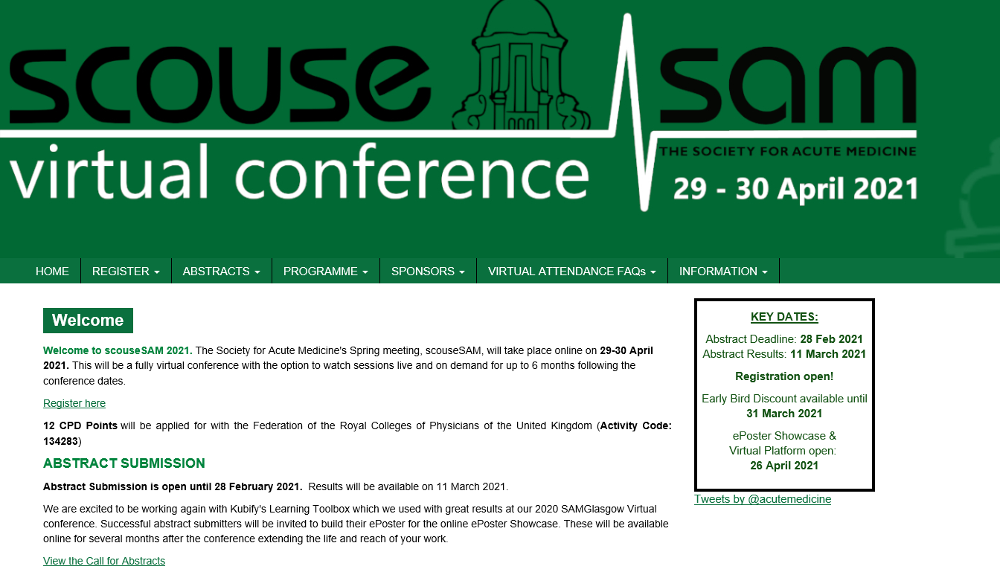 scouse sam
virtual conference
THE SOCIETY FOR ACUTE MEDICINE
29 - 30 April 2021
HOME REGISTER ABSTRACTS PROGRAMME SPONSORS VIRTUAL ATTENDANCE FAQs INFORMATION
Welcome
Welcome to scouseSAM 2021. The Society for Acute Medicine's Spring meeting, scouseSAM, will take place online on 29-30 April
2021. This will be a fully virtual conference with the option to watch sessions live and on demand for up to 6 months following the
conference dates.
Register here
12 CPD Points will be applied for with the Federation of the Royal Colleges of Physicians of the United Kingdom (Activity Code:
134283)
ABSTRACT SUBMISSION
Abstract Submission is open until 28 February 2021. Results will be available on 11 March 2021.
We are excited to be working again with Kubify's Learning Toolbox which we used with great results at our 2020 SAMGlasgow Virtual
conference. Successful abstract submitters will be invited to build their ePoster for the online ePoster Showcase. These will be available
online for several months after the conference extending the life and reach of your work.
View the Call for Abstracts
KEY DATES:
Abstract Deadline: 28 Feb 2021
Abstract Results: 11 March 2021
Registration open!
Early Bird Discount available until
31 March 2021
ePoster Showcase &
Virtual Platform open:
26 April 2021
Tweets by @acutemedicine